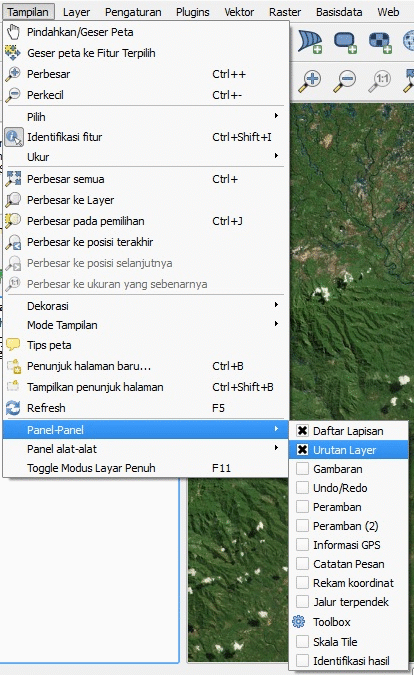 Tampilan Layer Pengaturan Plugins Vektor Raster Basisdata Web
Pindahkan/Geser Peta
Geser peta ke Fitur Terpilih
Perbesar Ctrl++
Perkecil Ctrl+-
Pilih
Identifikasi fitur Ctrl+Shift+I
Ukur
Perbesar semua Ctrl+
Perbesar ke Layer
Perbesar pada pemilihan Ctrl+J
Perbesar ke posisi terakhir
Perbesar ke posisi selanjutnya
Perbesar ke ukuran yang sebenarnya
Dekorasi
Mode Tampilan
Tips peta
Penunjuk halaman baru... Ctrl+B
Tampilkan penunjuk halaman Ctrl+Shift+B
Refresh F5
Panel-Panel
Panel alat-alat
Toggle Modus Layar Penuh F11
Daftar Lapisan
Urutan Layer
Gambaran
Undo/Redo
Peramban
Peramban (2)
Informasi GPS
Catatan Pesan
Rekam koordinat
Jalur terpendek
Toolbox
Skala Tile
Identifikasi hasil